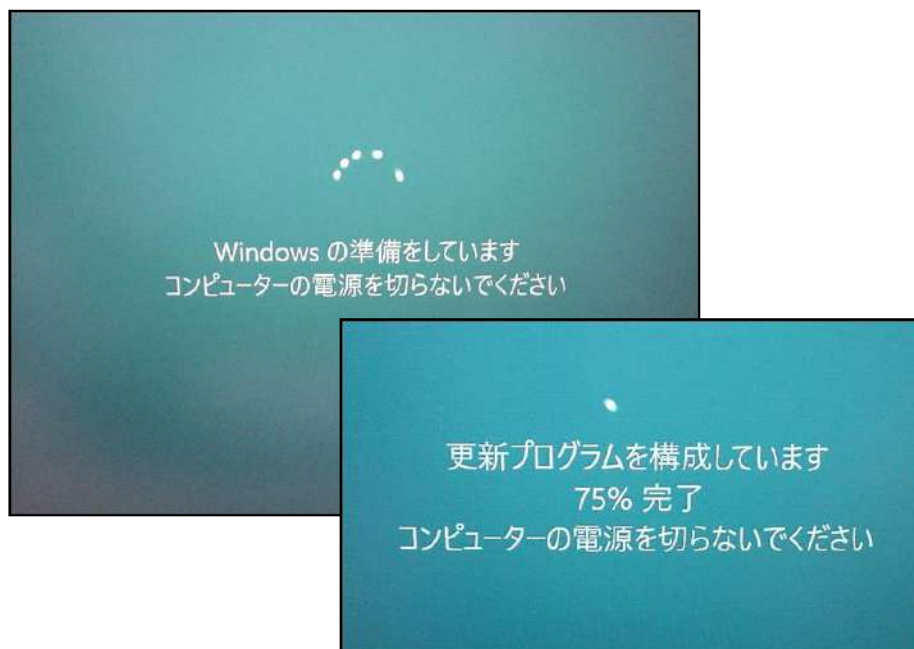 Windows の準備をしています
コンピューターの電源を切らないでください
更新プログラムを構成しています
75% 完了
コンピューターの電源を切らないでください